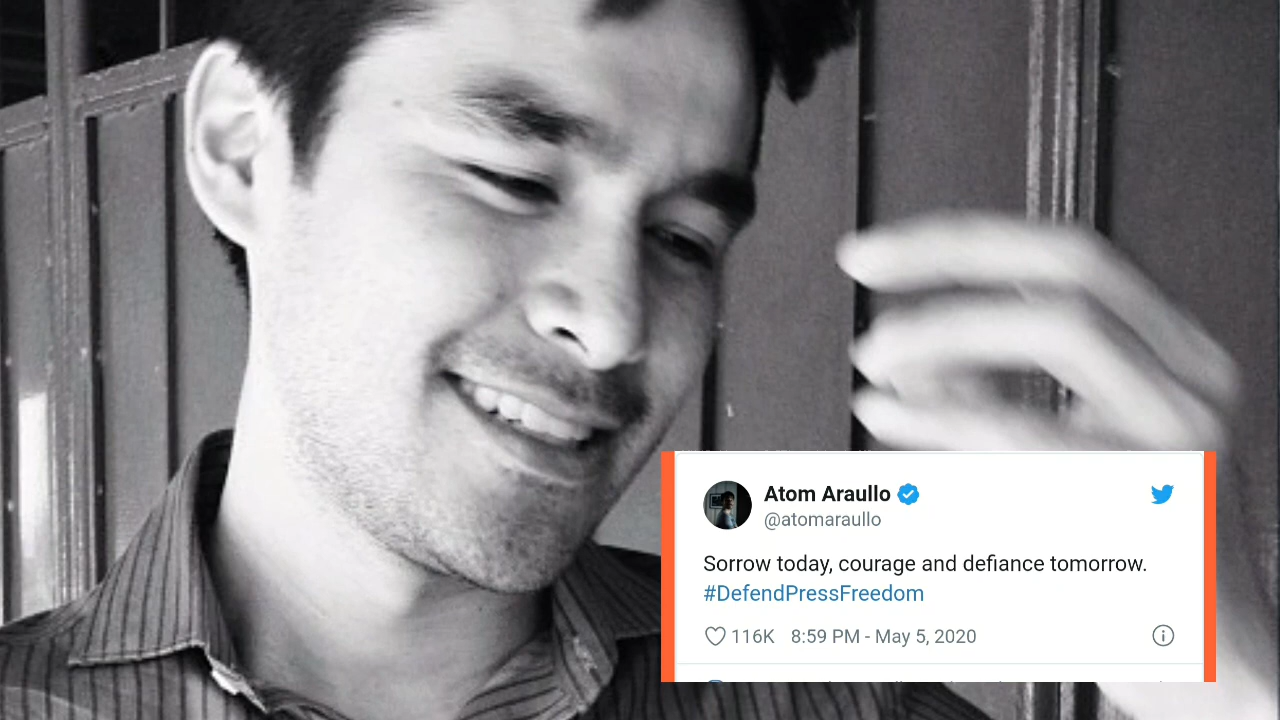 Atom Araullo
@atomaraullo
Sorrow today, courage and defiance tomorrow.
#DefendPressFreedom
116K 8:59 PM - May 5, 2020